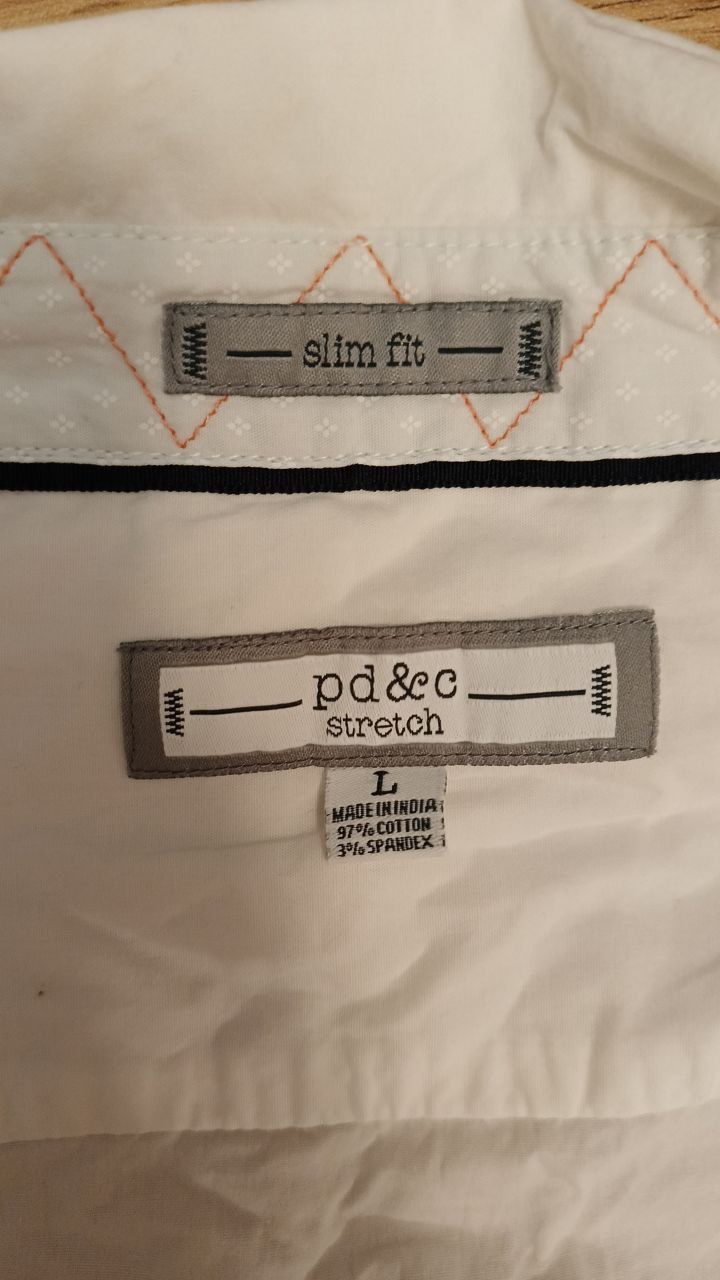 slim fit
pd&c
stretch
L
MADE IN INDIA
97% COTTON
3% SPANDEX